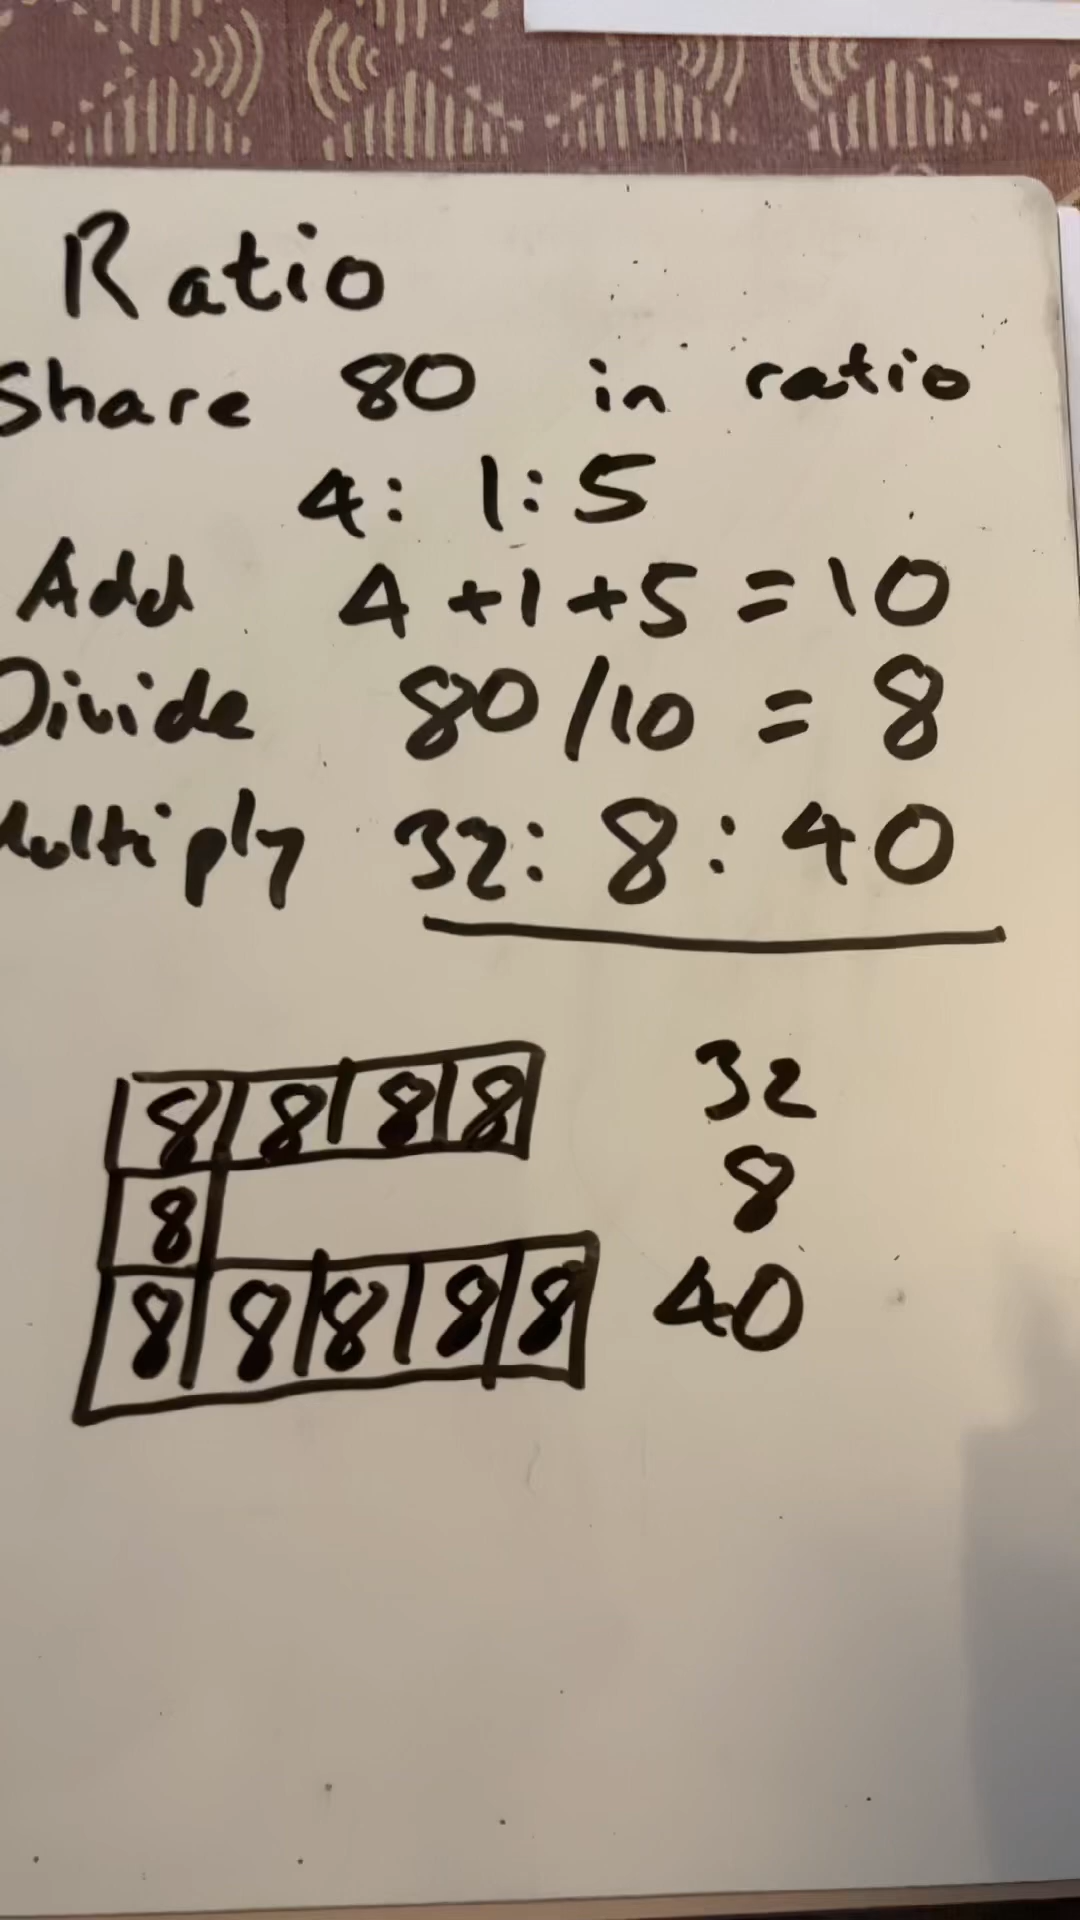 Ratio
Share 80 in ratio
4: 1:5
Add 4+1+5=10
Divide 80/10 = 8
Multiply 32: 8: 40
8 8 8 8 32
8 8
8 8 8 8 8 40